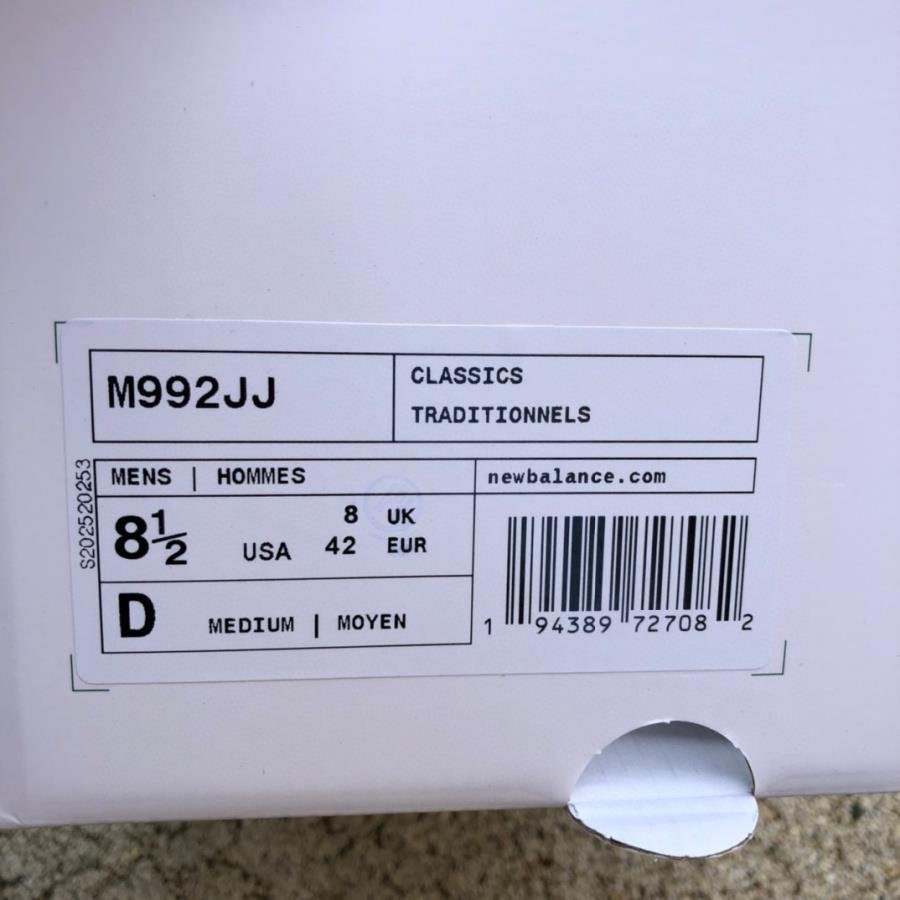 M992JJ
CLASSICS
TRADITIONNELS
S202520253
MENS | HOMMES
newbalance.com
8½ USA
8 UK
42 EUR
D MEDIUM | MOYEN
1 94389 72708 2